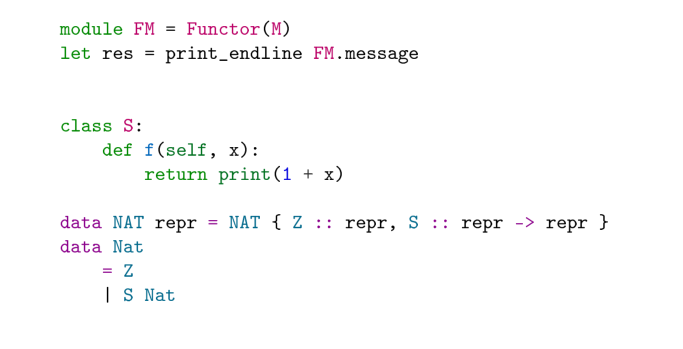 module FM = Functor(M)
let res = print_endline FM.message
class S:
    def f(self, x):
        return print(1 + x)
data NAT repr = NAT { Z :: repr, S :: repr -> repr }
data Nat
    = Z
    | S Nat